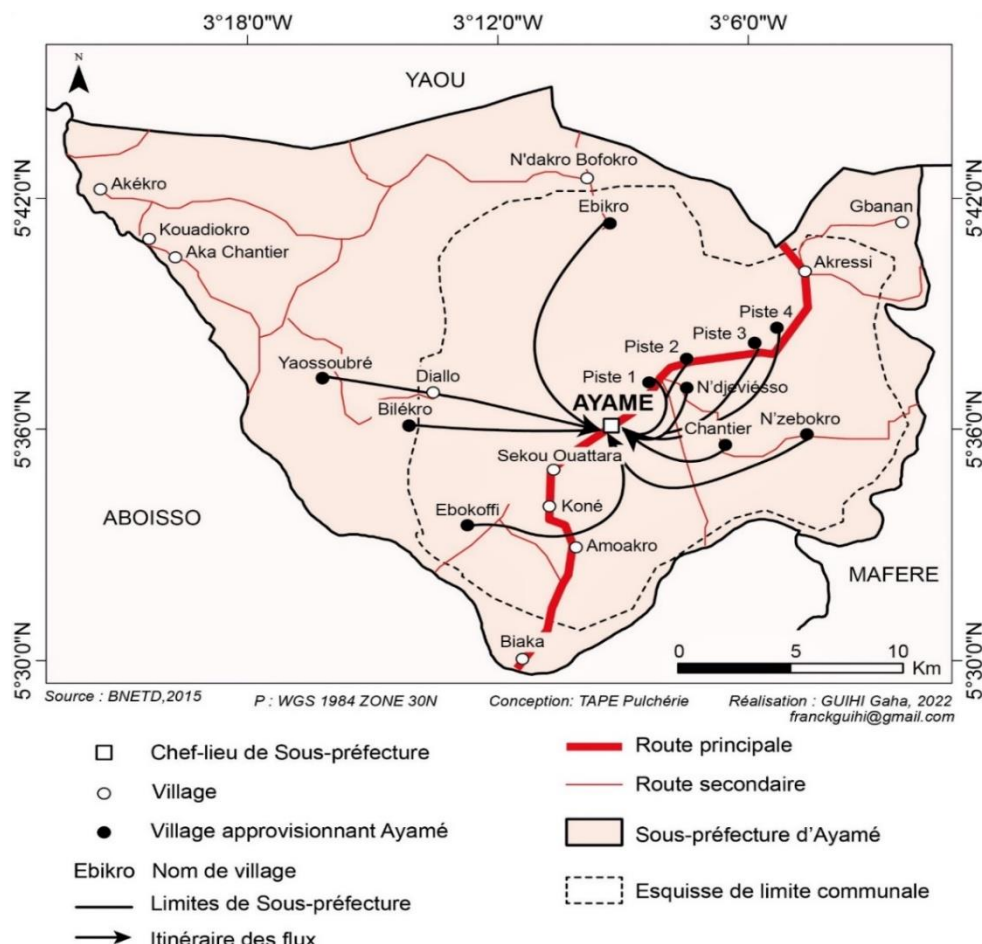 3°18'0"W 3°12'0"W 3°6'0"W
N
YAOU
N'dakro Bofokro
5°42'0"N
5°42'0"N
Akékro
Ebikro
Gbanan
Kouadiokro
Aka Chantier
Akressi
Piste 4
Piste 3
Piste 2
Yaossoubré
Diallo
Piste 1
N'djeviésso
Bilékro
AYAME
Chantier
N'zebokro
5°36'0"N
5°36'0"N
Sekou Ouattara
Koné
Ebokoffi
ABOISSO
Amoakro
MAFERE
Biaka
0 5 10
Km
5°30'0"N
5°30'0"N
Source : BNETD,2015 P : WGS 1984 ZONE 30N Conception: TAPE Pulchérie Réalisation : GUIHI Gaha, 2022
franckguihi@gmail.com
Chef-lieu de Sous-préfecture
Village
Village approvisionnant Ayamé
Ebikro Nom de village
Limites de Sous-préfecture
Itinéraire des flux
Route principale
Route secondaire
Sous-préfecture d'Ayamé
Esquisse de limite communale